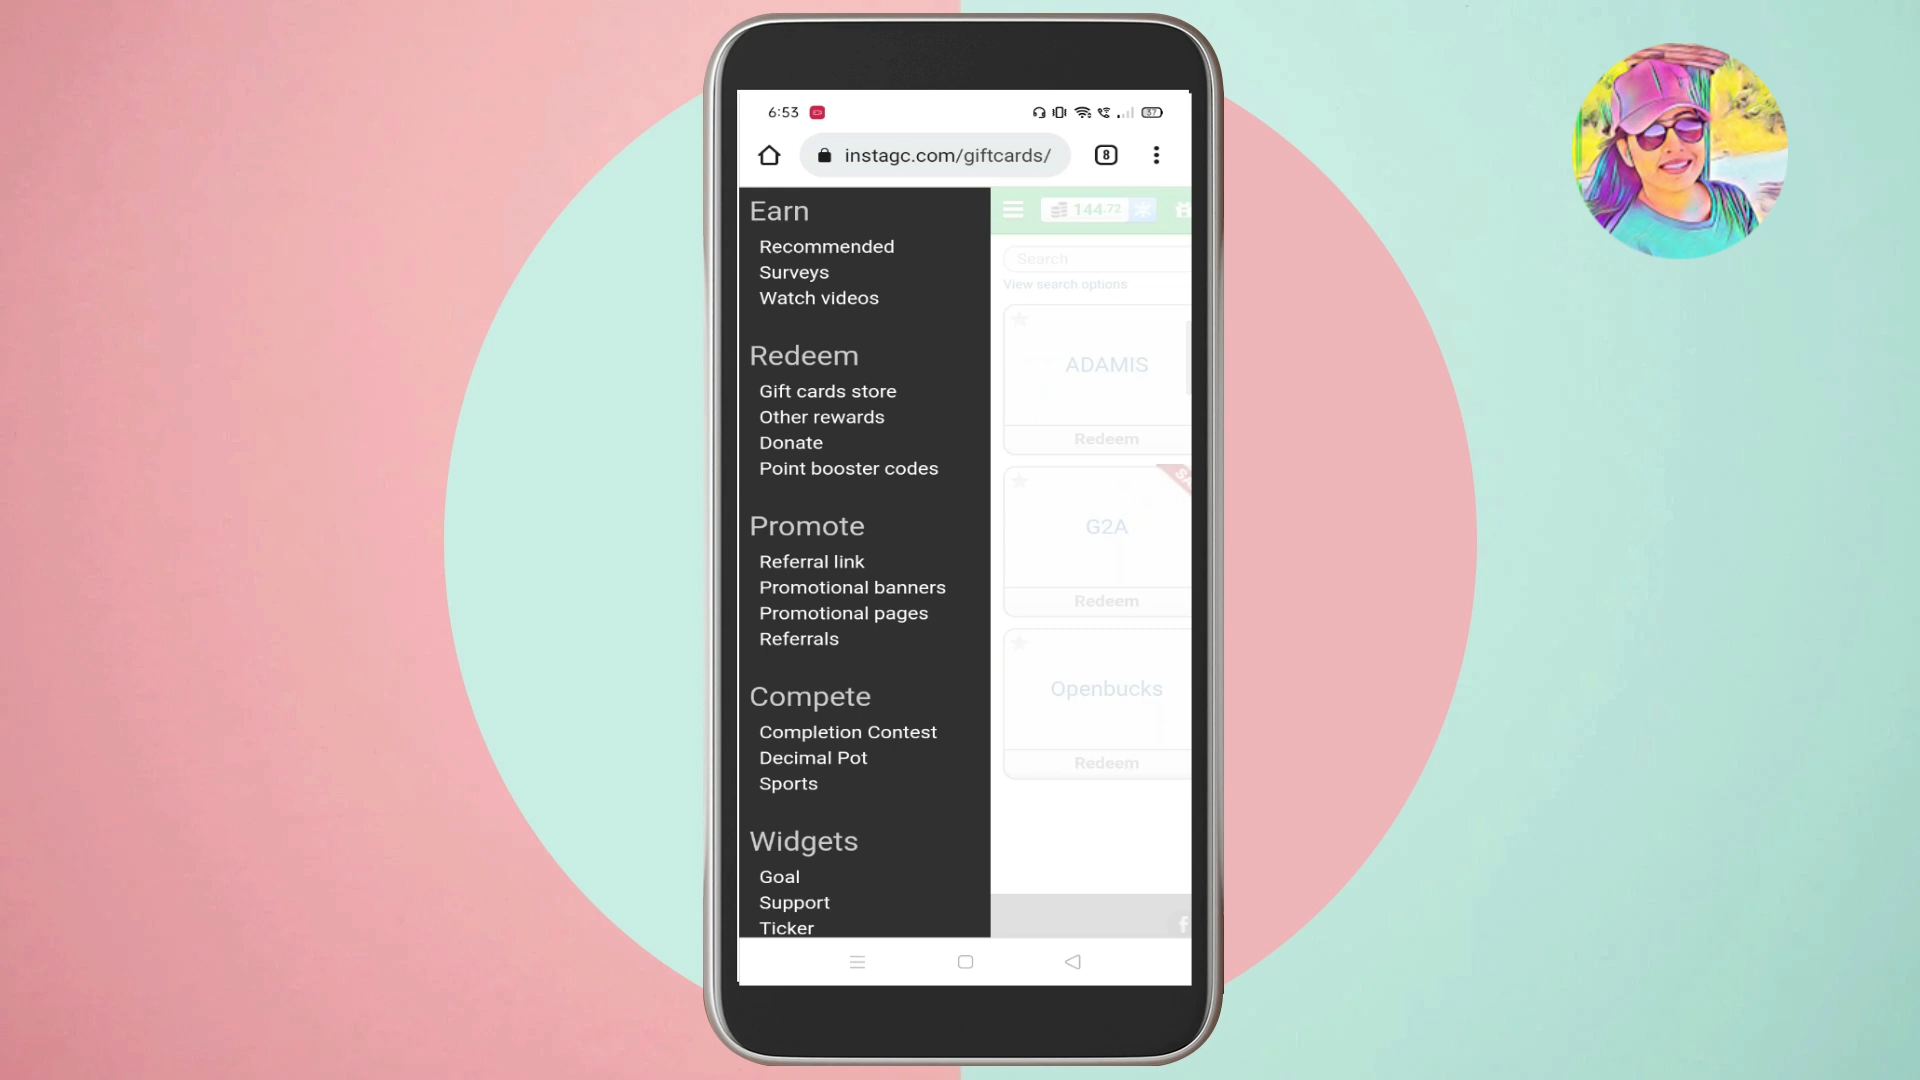 6:53
37
instagc.com/giftcards/
8
Earn
Recommended
Surveys
Watch videos
Redeem
Gift cards store
Other rewards
Donate
Point booster codes
Promote
Referral link
Promotional banners
Promotional pages
Referrals
Compete
Completion Contest
Decimal Pot
Sports
Widgets
Goal
Support
Ticker
144.72
Search
View search options
ADAMIS
Redeem
G2A
Redeem
Openbucks
Redeem